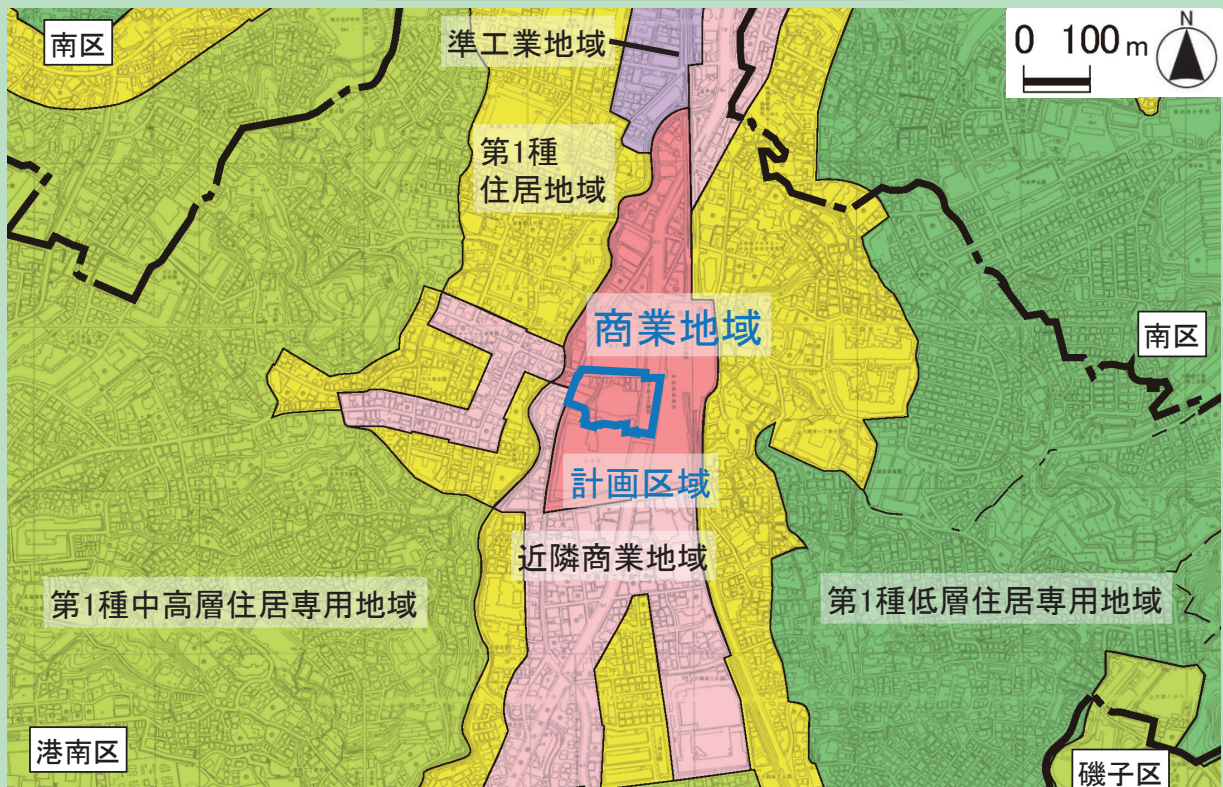 南区
準工業地域
0 100m
N
第1種
住居地域
商業地域
南区
計画区域
近隣商業地域
第1種中高層住居専用地域
第1種低層住居専用地域
港南区
磯子区